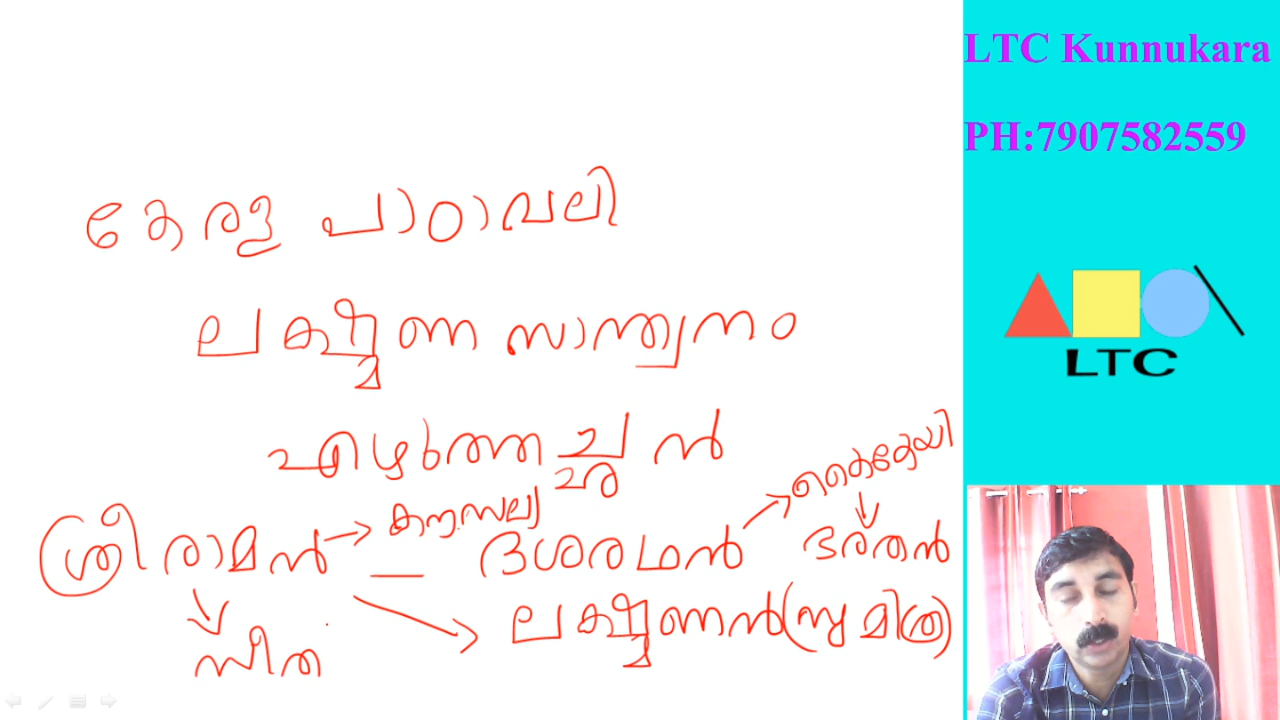 LTC Kunnukara
PH:7907582559
കേരള പാഠാവലി
ലക്ഷ്മണ സാന്ത്വനം
എഴുത്തച്ഛൻ
ശ്രീരാമൻ → കൗസല്യ — ദശരഥൻ → കൈകേയി
ഭരതൻ
ലക്ഷ്മണൻ (സുമിത്ര)
സീത
LTC